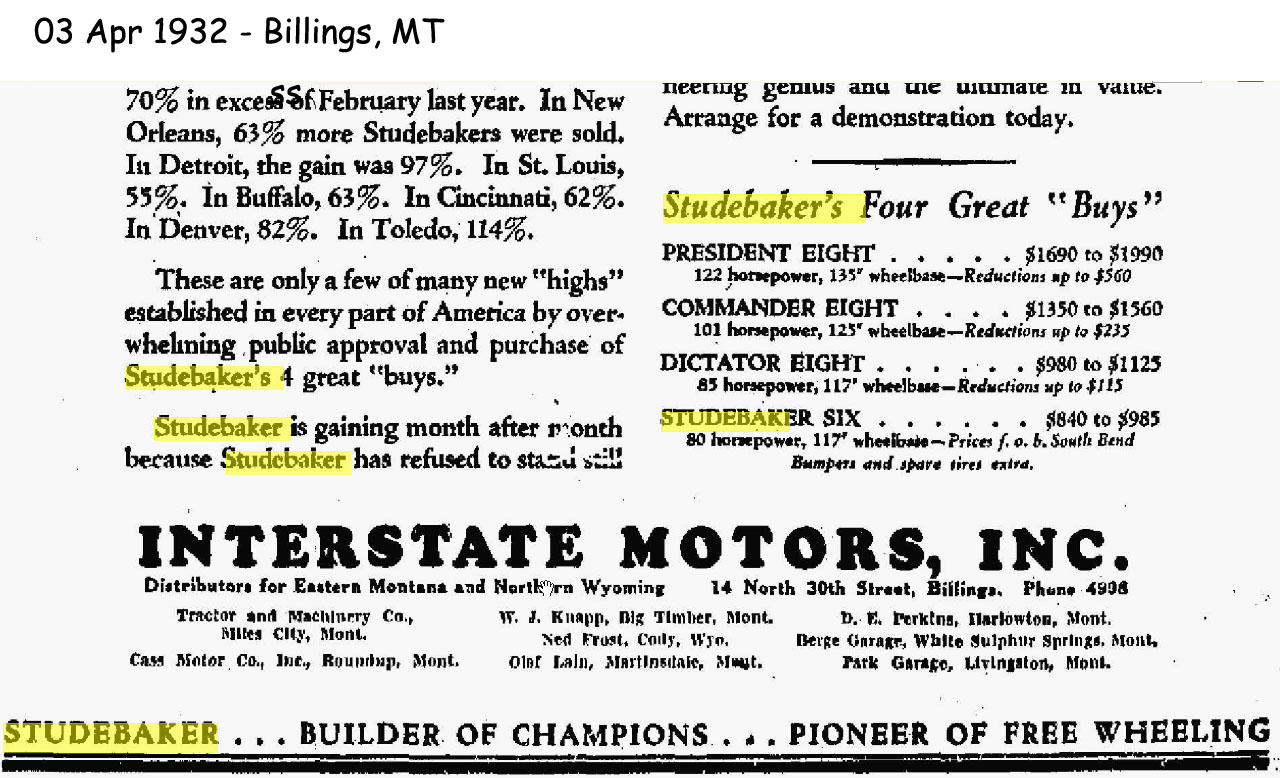 03 Apr 1932 - Billings, MT
70% in excess of February last year. In New
Orleans, 63% more Studebakers were sold.
In Detroit, the gain was 97%. In St. Louis,
55%. In Buffalo, 63%. In Cincinnati, 62%.
In Denver, 82%. In Toledo, 114%.
These are only a few of many new "highs"
established in every part of America by over-
whelming public approval and purchase of
Studebaker's 4 great "buys."
Studebaker is gaining month after month
because Studebaker has refused to stand still
neering genius and the ultimate in value.
Arrange for a demonstration today.
Studebaker's Four Great "Buys"
PRESIDENT EIGHT . . . . . $1690 to $1990
122 horsepower, 135" wheelbase—Reductions up to $560
COMMANDER EIGHT . . . . $1350 to $1560
101 horsepower, 125" wheelbase—Reductions up to $235
DICTATOR EIGHT . . . . . . $980 to $1125
85 horsepower, 117" wheelbase—Reductions up to $115
STUDEBAKER SIX . . . . . . $840 to $985
80 horsepower, 117" wheelbase—Prices f. o. b. South Bend
Bumpers and spare tires extra.
INTERSTATE MOTORS, INC.
Distributors for Eastern Montana and Northern Wyoming 14 North 30th Street, Billings. Phone 4998
Tractor and Machinery Co.,
Miles City, Mont.
Cass Motor Co., Inc., Roundup, Mont.
W. J. Knapp, Big Timber, Mont.
Ned Frost, Cody, Wyo.
Olaf Lain, Martinsdale, Mont.
D. E. Perkins, Harlowton, Mont.
Berge Garage, White Sulphur Springs, Mont.
Park Garage, Livingston, Mont.
STUDEBAKER . . . BUILDER OF CHAMPIONS . . . PIONEER OF FREE WHEELING